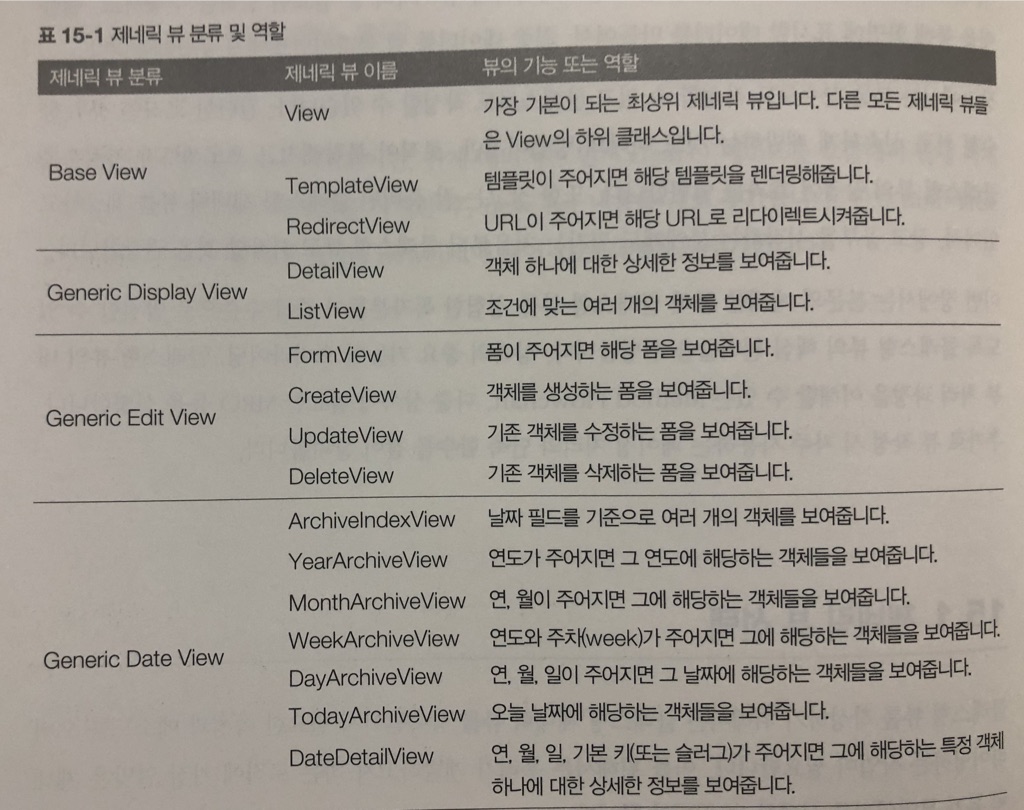 표 15-1 제네릭 뷰 분류 및 역할
제네릭 뷰 분류 제네릭 뷰 이름 뷰의 기능 또는 역할
View 가장 기본이 되는 최상위 제네릭 뷰입니다. 다른 모든 제네릭 뷰들
은 View의 하위 클래스입니다.
Base View
TemplateView 템플릿이 주어지면 해당 템플릿을 렌더링해줍니다.
RedirectView URL이 주어지면 해당 URL로 리다이렉트시켜줍니다.
DetailView 객체 하나에 대한 상세한 정보를 보여줍니다.
Generic Display View
ListView 조건에 맞는 여러 개의 객체를 보여줍니다.
FormView 폼이 주어지면 해당 폼을 보여줍니다.
CreateView 객체를 생성하는 폼을 보여줍니다.
Generic Edit View
UpdateView 기존 객체를 수정하는 폼을 보여줍니다.
DeleteView 기존 객체를 삭제하는 폼을 보여줍니다.
ArchiveIndexView 날짜 필드를 기준으로 여러 개의 객체를 보여줍니다.
YearArchiveView 연도가 주어지면 그 연도에 해당하는 객체들을 보여줍니다.
MonthArchiveView 연, 월이 주어지면 그에 해당하는 객체들을 보여줍니다.
WeekArchiveView 연도와 주차(week)가 주어지면 그에 해당하는 객체들을 보여줍니다.
Generic Date View
DayArchiveView 연, 월, 일이 주어지면 그 날짜에 해당하는 객체들을 보여줍니다.
TodayArchiveView 오늘 날짜에 해당하는 객체들을 보여줍니다.
DateDetailView 연, 월, 일, 기본 키(또는 슬러그)가 주어지면 그에 해당하는 특정 객체
하나에 대한 상세한 정보를 보여줍니다.